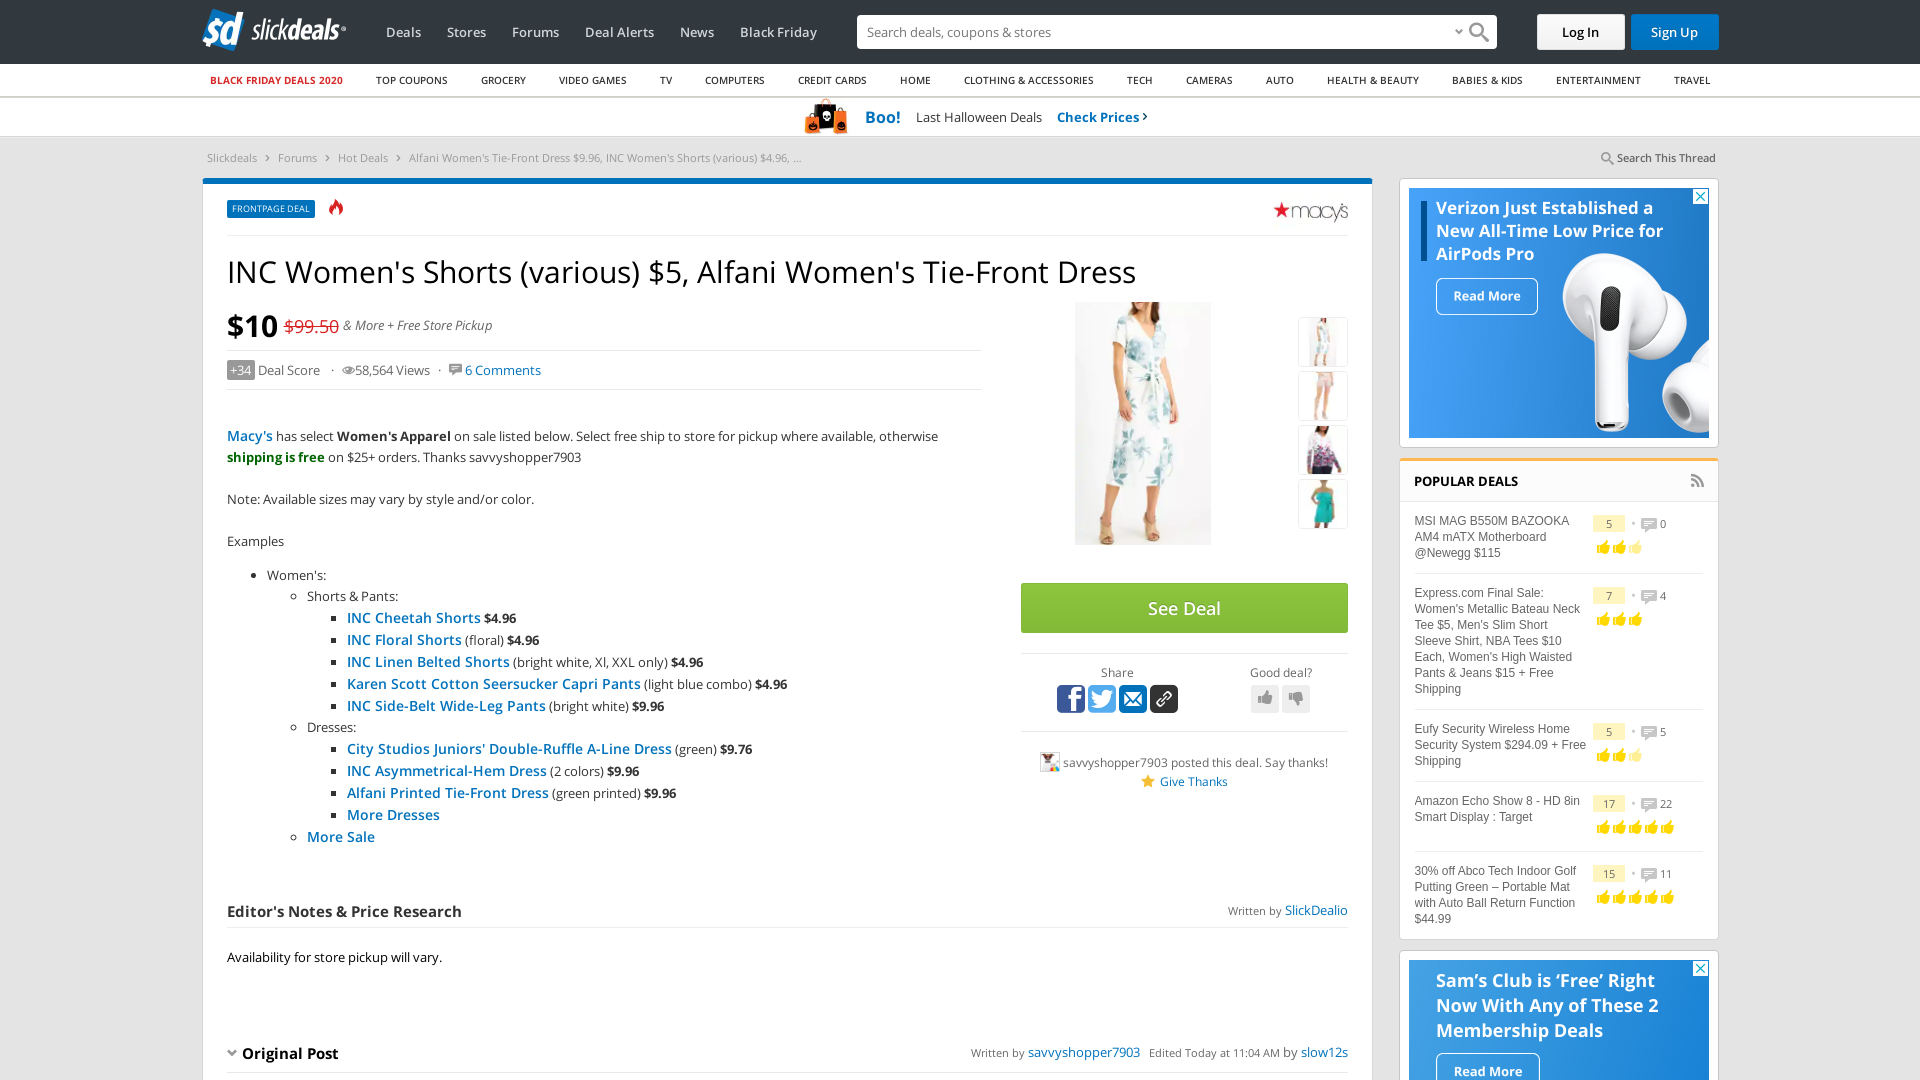 slickdeals
Deals Stores Forums Deal Alerts News Black Friday
Search deals, coupons & stores
Log In Sign Up
BLACK FRIDAY DEALS 2020 TOP COUPONS GROCERY VIDEO GAMES TV COMPUTERS CREDIT CARDS HOME CLOTHING & ACCESSORIES TECH CAMERAS AUTO HEALTH & BEAUTY BABIES & KIDS ENTERTAINMENT TRAVEL
Boo! Last Halloween Deals Check Prices
Slickdeals > Forums > Hot Deals > Alfani Women's Tie-Front Dress $9.96, INC Women's Shorts (various) $4.96, ...
Search This Thread
FRONTPAGE DEAL
macy's
INC Women's Shorts (various) $5, Alfani Women's Tie-Front Dress
$10 $99.50 & More + Free Store Pickup
+34 Deal Score · 58,564 Views · 6 Comments
Macy's has select Women's Apparel on sale listed below. Select free ship to store for pickup where available, otherwise
shipping is free on $25+ orders. Thanks savvyshopper7903
Note: Available sizes may vary by style and/or color.
Examples
Women's:
Shorts & Pants:
INC Cheetah Shorts $4.96
INC Floral Shorts (floral) $4.96
INC Linen Belted Shorts (bright white, Xl, XXL only) $4.96
Karen Scott Cotton Seersucker Capri Pants (light blue combo) $4.96
INC Side-Belt Wide-Leg Pants (bright white) $9.96
Dresses:
City Studios Juniors' Double-Ruffle A-Line Dress (green) $9.76
INC Asymmetrical-Hem Dress (2 colors) $9.96
Alfani Printed Tie-Front Dress (green printed) $9.96
More Dresses
More Sale
See Deal
Share
Good deal?
savvyshopper7903 posted this deal. Say thanks!
Give Thanks
Editor's Notes & Price Research
Written by SlickDealio
Availability for store pickup will vary.
Original Post
Written by savvyshopper7903 Edited Today at 11:04 AM by slow12s
Verizon Just Established a
New All-Time Low Price for
AirPods Pro
Read More
POPULAR DEALS
MSI MAG B550M BAZOOKA
AM4 mATX Motherboard
@Newegg $115
5 • 0
Express.com Final Sale:
Women's Metallic Bateau Neck
Tee $5, Men's Slim Short
Sleeve Shirt, NBA Tees $10
Each, Women's High Waisted
Pants & Jeans $15 + Free
Shipping
7 • 4
Eufy Security Wireless Home
Security System $294.09 + Free
Shipping
5 • 5
Amazon Echo Show 8 - HD 8in
Smart Display : Target
17 • 22
30% off Abco Tech Indoor Golf
Putting Green – Portable Mat
with Auto Ball Return Function
$44.99
15 • 11
Sam's Club is 'Free' Right
Now With Any of These 2
Membership Deals
Read More